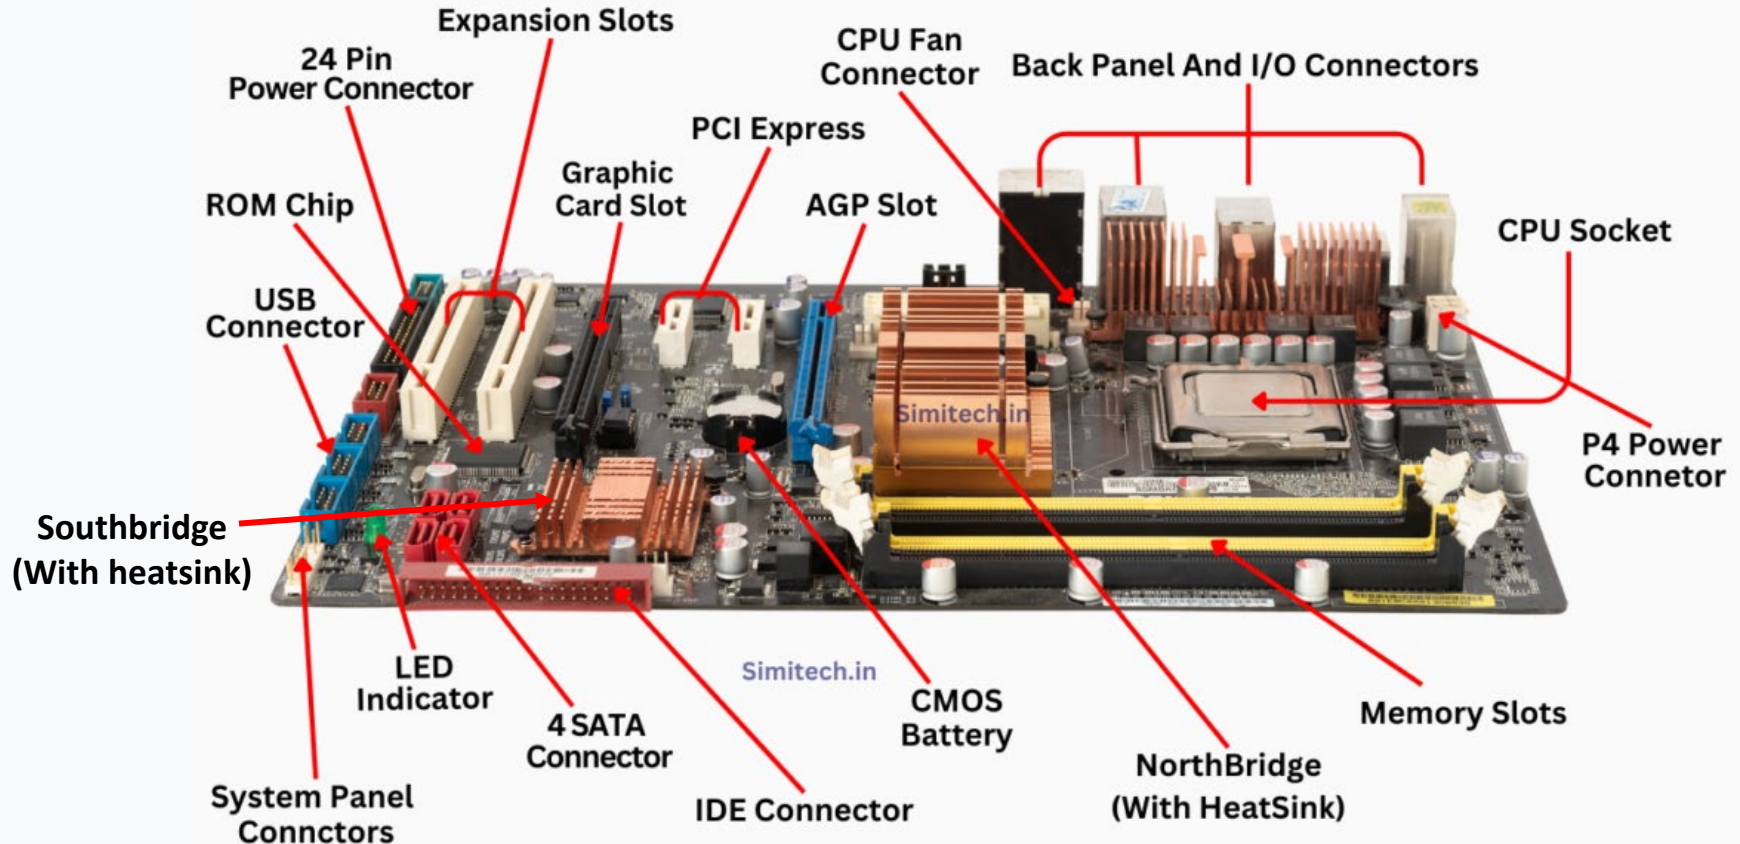 Expansion Slots
24 Pin
Power Connector
CPU Fan
Connector
Back Panel And I/O Connectors
PCI Express
Graphic
Card Slot
ROM Chip
AGP Slot
CPU Socket
USB
Connector
Simitech.in
P4 Power
Connetor
Southbridge
(With heatsink)
LED
Indicator
Simitech.in
4 SATA
Connector
CMOS
Battery
Memory Slots
NorthBridge
(With HeatSink)
System Panel
Connctors
IDE Connector